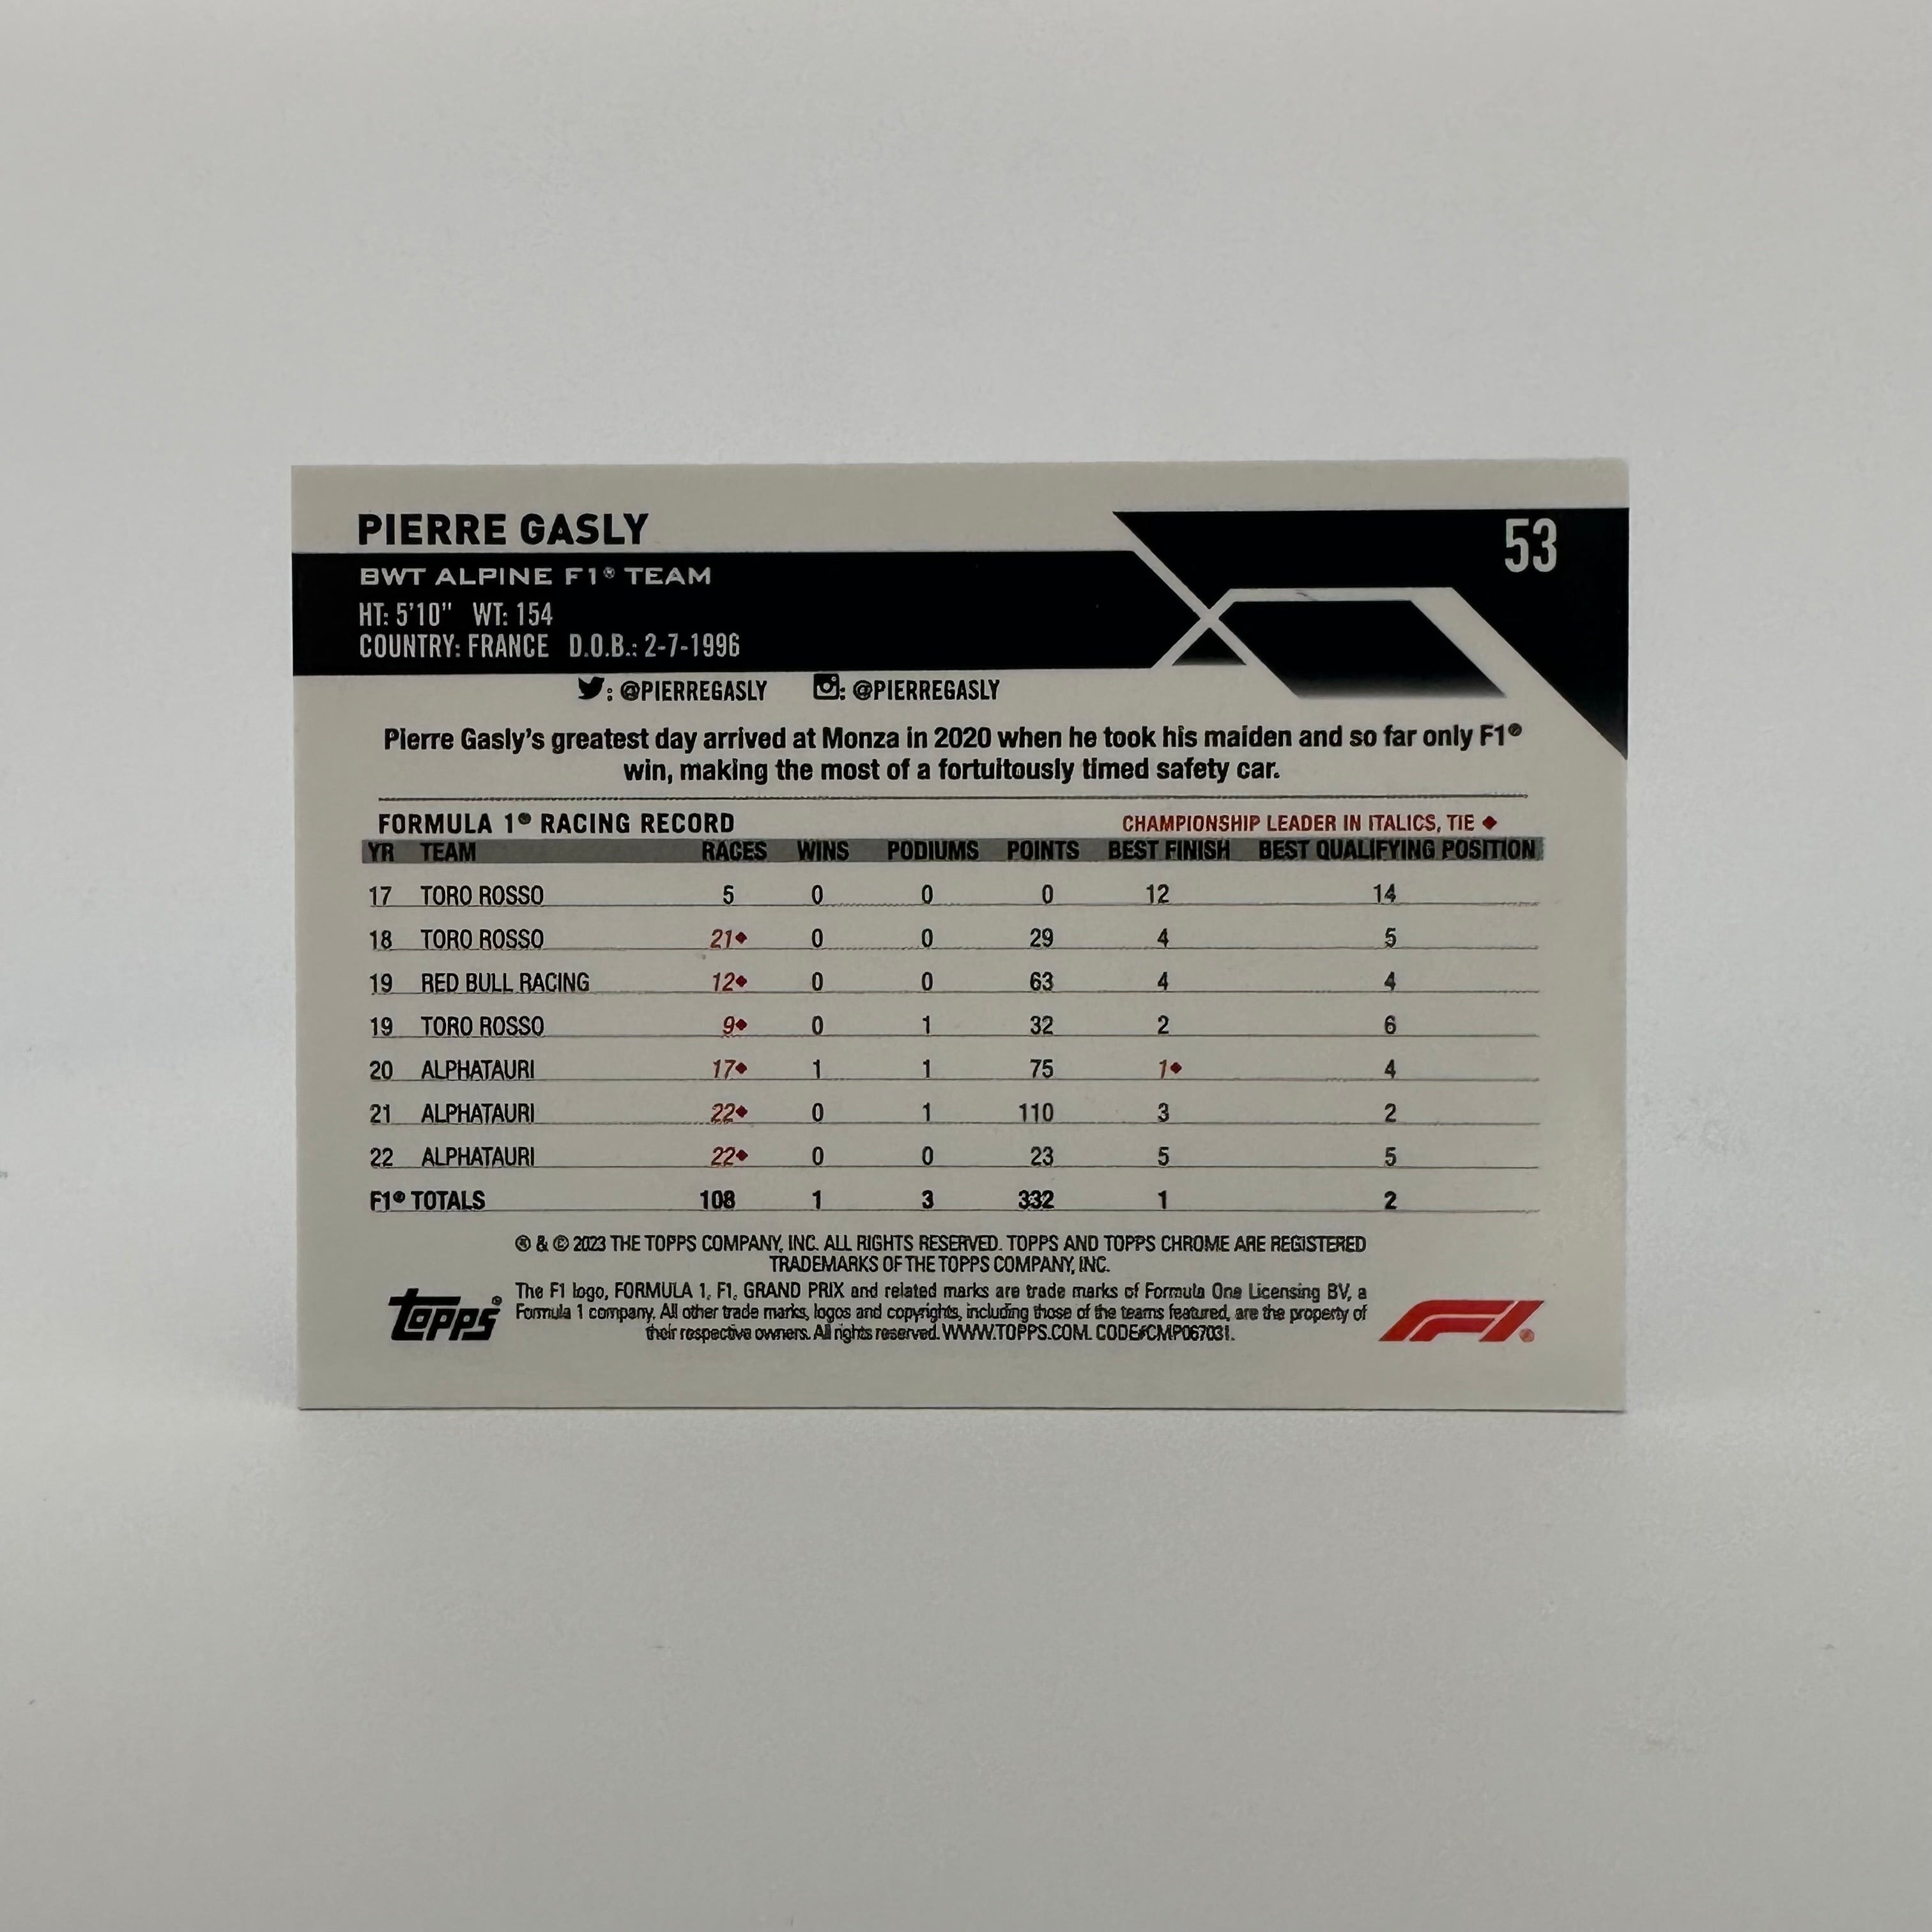 PIERRE GASLY
53
BWT ALPINE F1® TEAM
HT: 5'10" WT: 154
COUNTRY: FRANCE D.O.B.: 2-7-1996
: @PIERREGASLY : @PIERREGASLY
Pierre Gasly's greatest day arrived at Monza in 2020 when he took his maiden and so far only F1®
win, making the most of a fortuitously timed safety car.
FORMULA 1® RACING RECORD CHAMPIONSHIP LEADER IN ITALICS, TIE ◆
YR TEAM RACES WINS PODIUMS POINTS BEST FINISH BEST QUALIFYING POSITION
17 TORO ROSSO 5 0 0 0 12 14
18 TORO ROSSO 21◆ 0 0 29 4 5
19 RED BULL RACING 12◆ 0 0 63 4 4
19 TORO ROSSO 9◆ 0 1 32 2 6
20 ALPHATAURI 17◆ 1 1 75 1◆ 4
21 ALPHATAURI 22◆ 0 1 110 3 2
22 ALPHATAURI 22◆ 0 0 23 5 5
F1® TOTALS 108 1 3 332 1 2
® & © 2023 THE TOPPS COMPANY, INC. ALL RIGHTS RESERVED. TOPPS AND TOPPS CHROME ARE REGISTERED
TRADEMARKS OF THE TOPPS COMPANY, INC.
The F1 logo, FORMULA 1, F1, GRAND PRIX and related marks are trade marks of Formula One Licensing BV, a
Formula 1 company. All other trade marks, logos and copyrights, including those of the teams featured, are the property of
their respective owners. All rights reserved. WWW.TOPPS.COM. CODE#CMP067031.
TOPPS®
F1®